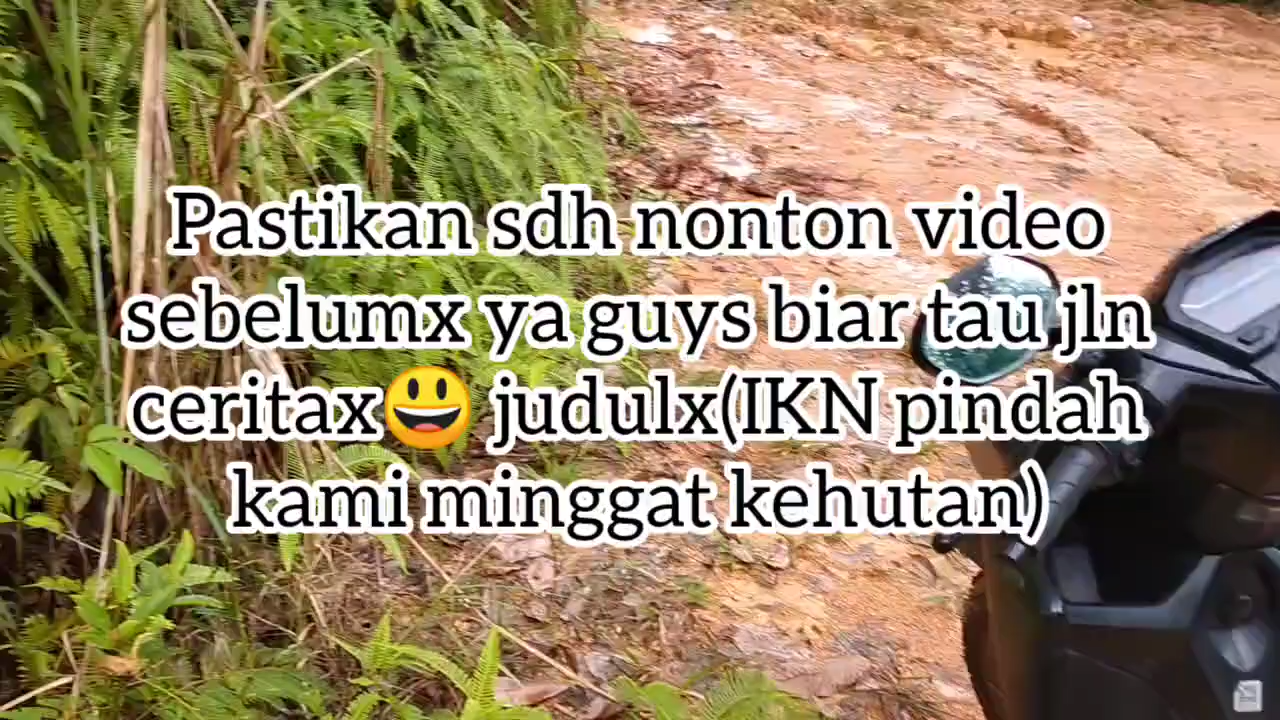 Pastikan sdh nonton video
sebelumx ya guys biar tau jln
ceritax😃 judulx(IKN pindah
kami minggat kehutan)